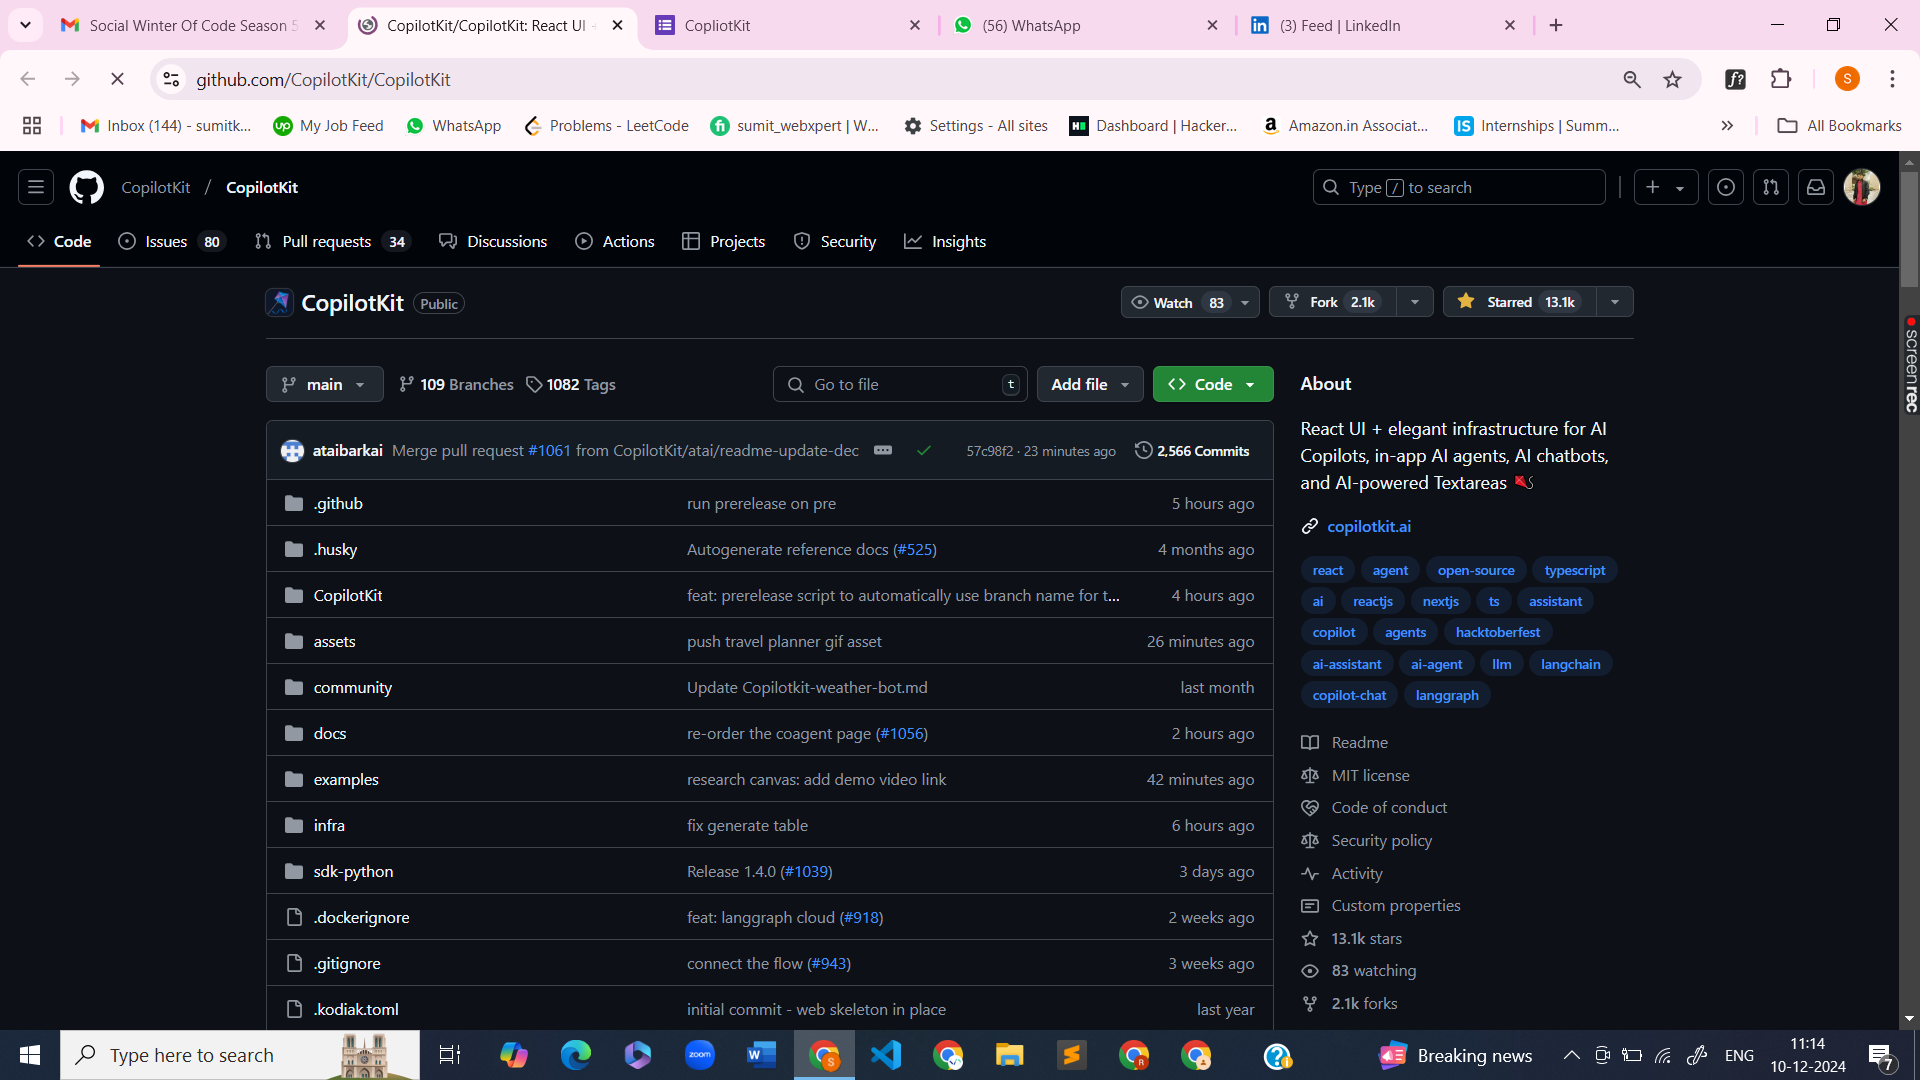 Social Winter Of Code Season 5
CopilotKit/CopilotKit: React UI -
CopliotKit
(56) WhatsApp
(3) Feed | LinkedIn
github.com/CopilotKit/CopilotKit
S
Inbox (144) - sumitk...
My Job Feed
WhatsApp
Problems - LeetCode
sumit_webxpert | W...
Settings - All sites
Dashboard | Hacker...
Amazon.in Associat...
Internships | Summ...
All Bookmarks
CopilotKit / CopilotKit
Type / to search
Code
Issues 80
Pull requests 34
Discussions
Actions
Projects
Security
Insights
CopilotKit Public
Watch 83
Fork 2.1k
Starred 13.1k
screenrec
main
109 Branches
1082 Tags
Go to file t
Add file
Code
ataibarkai Merge pull request #1061 from CopilotKit/atai/readme-update-dec 57c98f2 · 23 minutes ago 2,566 Commits
.github run prerelease on pre 5 hours ago
.husky Autogenerate reference docs (#525) 4 months ago
CopilotKit feat: prerelease script to automatically use branch name for t... 4 hours ago
assets push travel planner gif asset 26 minutes ago
community Update Copilotkit-weather-bot.md last month
docs re-order the coagent page (#1056) 2 hours ago
examples research canvas: add demo video link 42 minutes ago
infra fix generate table 6 hours ago
sdk-python Release 1.4.0 (#1039) 3 days ago
.dockerignore feat: langgraph cloud (#918) 2 weeks ago
.gitignore connect the flow (#943) 3 weeks ago
.kodiak.toml initial commit - web skeleton in place last year
About
React UI + elegant infrastructure for AI
Copilots, in-app AI agents, AI chatbots,
and AI-powered Textareas
copilotkit.ai
react agent open-source typescript
ai reactjs nextjs ts assistant
copilot agents hacktoberfest
ai-assistant ai-agent llm langchain
copilot-chat langgraph
Readme
MIT license
Code of conduct
Security policy
Activity
Custom properties
13.1k stars
83 watching
2.1k forks
Type here to search
zoom
Breaking news
ENG
11:14
10-12-2024
7